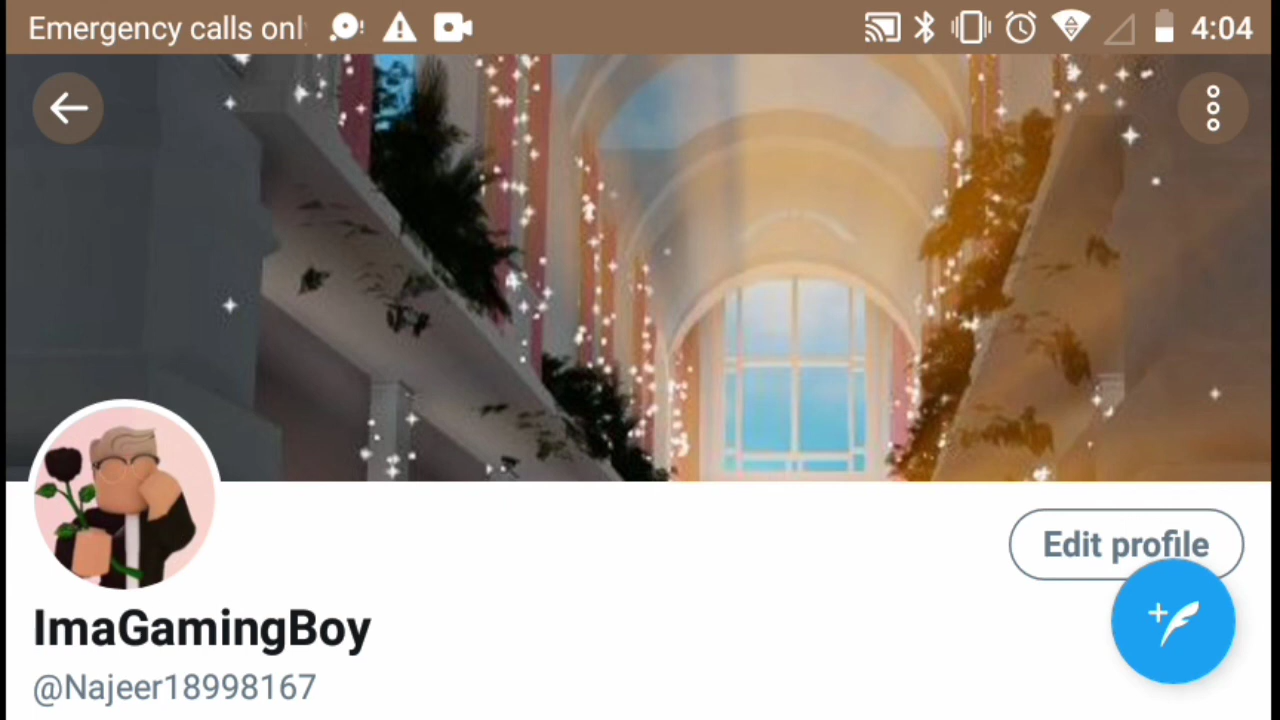 Emergency calls onl
4:04
Edit profile
ImaGamingBoy
@Najeer18998167